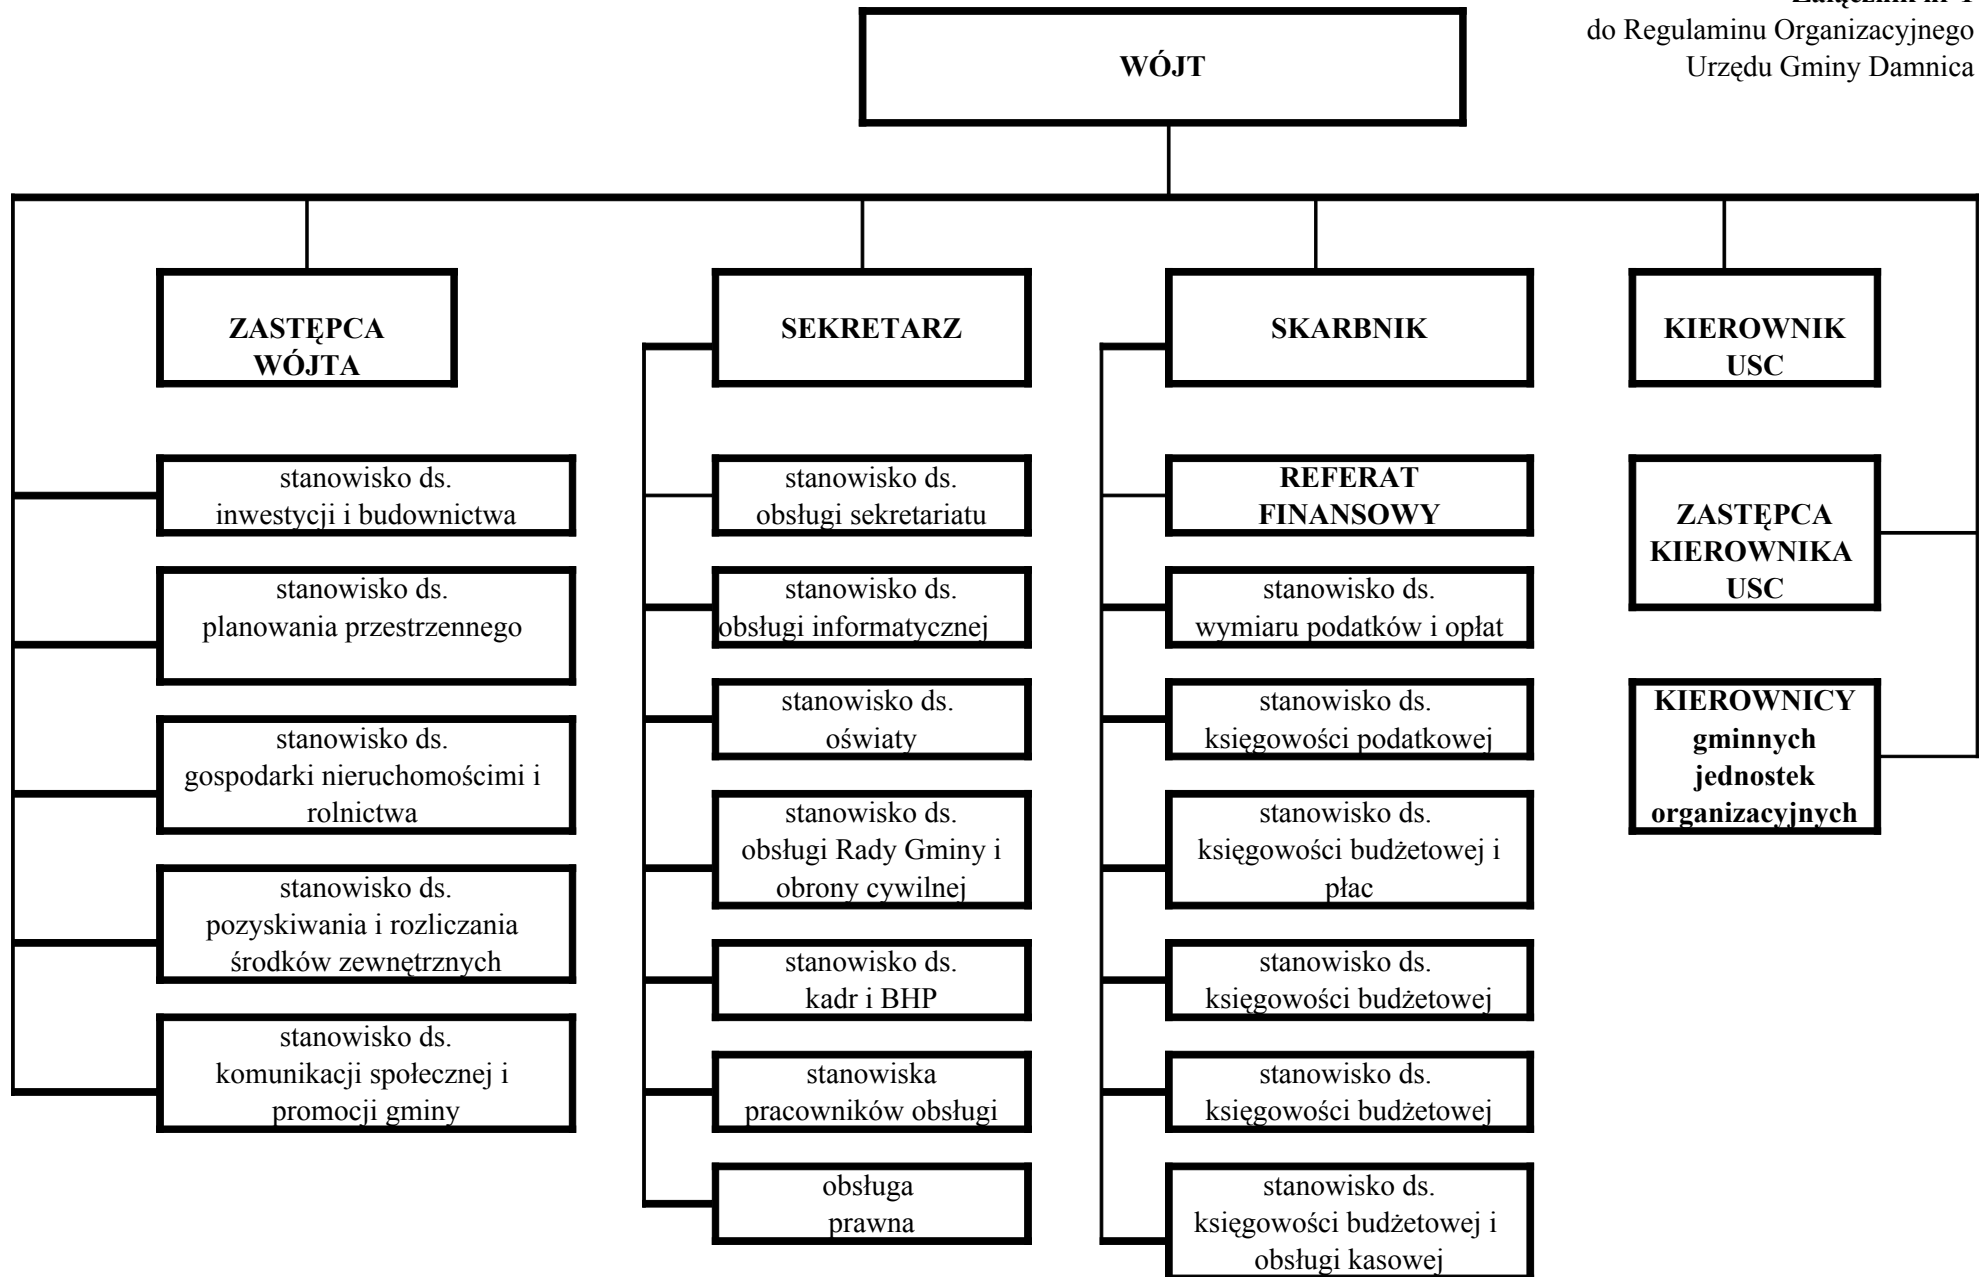 Załącznik nr 1
do Regulaminu Organizacyjnego
Urzędu Gminy Damnica
WÓJT
ZASTĘPCA
WÓJTA
SEKRETARZ
SKARBNIK
KIEROWNIK
USC
stanowisko ds.
inwestycji i budownictwa
stanowisko ds.
planowania przestrzennego
stanowisko ds.
gospodarki nieruchomościmi i
rolnictwa
stanowisko ds.
pozyskiwania i rozliczania
środków zewnętrznych
stanowisko ds.
komunikacji społecznej i
promocji gminy
stanowisko ds.
obsługi sekretariatu
stanowisko ds.
obsługi informatycznej
stanowisko ds.
oświaty
stanowisko ds.
obsługi Rady Gminy i
obrony cywilnej
stanowisko ds.
kadr i BHP
stanowiska
pracowników obsługi
obsługa
prawna
REFERAT
FINANSOWY
stanowisko ds.
wymiaru podatków i opłat
stanowisko ds.
księgowości podatkowej
stanowisko ds.
księgowości budżetowej i
płac
stanowisko ds.
księgowości budżetowej
stanowisko ds.
księgowości budżetowej
stanowisko ds.
księgowości budżetowej i
obsługi kasowej
ZASTĘPCA
KIEROWNIKA
USC
KIEROWNICY
gminnych
jednostek
organizacyjnych